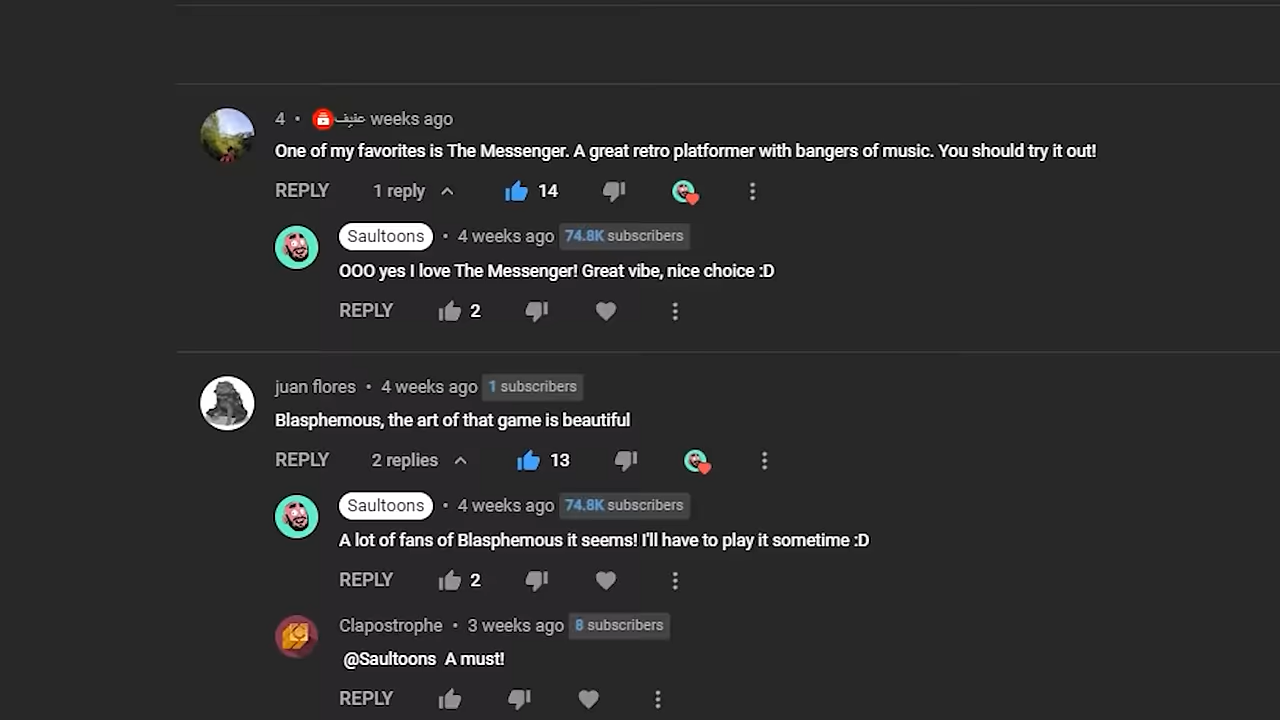 4 • عفيف weeks ago
One of my favorites is The Messenger. A great retro platformer with bangers of music. You should try it out!
REPLY 1 reply 14
Saultoons • 4 weeks ago 74.8K subscribers
OOO yes I love The Messenger! Great vibe, nice choice :D
REPLY 2
juan flores • 4 weeks ago 1 subscribers
Blasphemous, the art of that game is beautiful
REPLY 2 replies 13
Saultoons • 4 weeks ago 74.8K subscribers
A lot of fans of Blasphemous it seems! I'll have to play it sometime :D
REPLY 2
Clapostrophe • 3 weeks ago 8 subscribers
@Saultoons A must!
REPLY